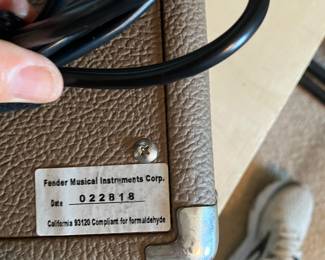 Fender Musical Instruments Corp.
Date 022818
California 93120 Compliant for formaldehyde